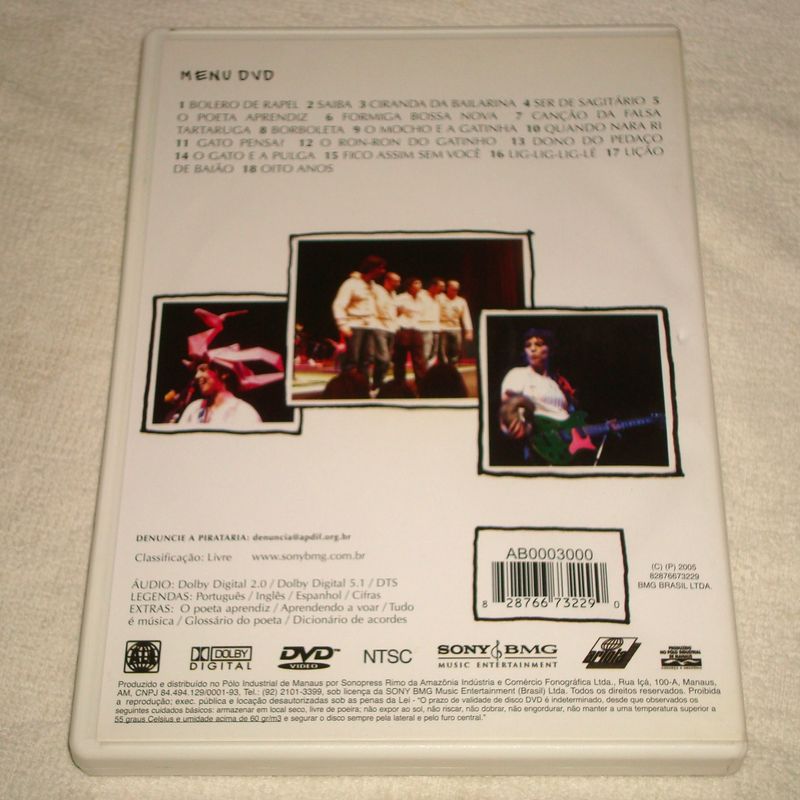 MENU DVD
1 BOLERO DE RAPEL 2 SAIBA 3 CIRANDA DA BAILARINA 4 SER DE SAGITÁRIO 5
O POETA APRENDIZ 6 FORMIGA BOSSA NOVA 7 CANÇÃO DA FALSA
TARTARUGA 8 BORBOLETA 9 O MOCHO E A GATINHA 10 QUANDO NARA RI
11 GATO PENSA? 12 O RON-RON DO GATINHO 13 DONO DO PEDAÇO
14 O GATO E A PULGA 15 FICO ASSIM SEM VOCÊ 16 LIG-LIG-LIG-LÉ 17 LIÇÃO
DE BAIÃO 18 OITO ANOS
DENUNCIE A PIRATARIA: denuncia@apdif.org.br
Classificação: Livre www.sonybmg.com.br
ÁUDIO: Dolby Digital 2.0 / Dolby Digital 5.1 / DTS
LEGENDAS: Português / Inglês / Espanhol / Cifras
EXTRAS: O poeta aprendiz / Aprendendo a voar / Tudo
é música / Glossário do poeta / Dicionário de acordes
AB0003000
8 28766 73229 0
(C) (P) 2005
82876673229
BMG BRASIL LTDA.
DOLBY
DIGITAL
DVD
VIDEO
NTSC
SONY BMG
MUSIC ENTERTAINMENT
PRODUZIDO
NO PÓLO INDUSTRIAL
DE MANAUS
CONHEÇA A AMAZÔNIA
Produzido e distribuído no Pólo Industrial de Manaus por Sonopress Rimo da Amazônia Indústria e Comércio Fonográfica Ltda., Rua Içá, 100-A, Manaus,
AM, CNPJ 84.494.129/0001-93, Tel.: (92) 2101-3399, sob licença da SONY BMG Music Entertainment (Brasil) Ltda. Todos os direitos reservados. Proibida
a reprodução; exec. pública e locação desautorizadas sob as penas da Lei - "O prazo de validade de disco DVD é indeterminado, desde que observados os
seguintes cuidados básicos: armazenar em local seco, livre de poeira; não expor ao sol, não riscar, não dobrar, não engordurar, não manter a uma temperatura superior a
55 graus Celsius e umidade acima de 60 gr/m3 e segurar o disco sempre pela lateral e pelo furo central."